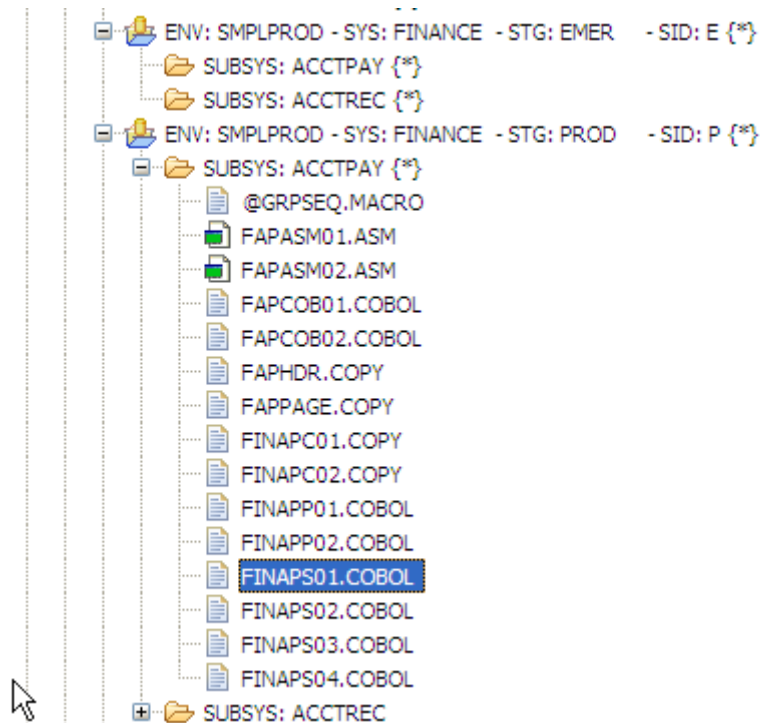 ENV: SMPLPROD - SYS: FINANCE - STG: EMER - SID: E {*}
SUBSYS: ACCTPAY {*}
SUBSYS: ACCTREC {*}
ENV: SMPLPROD - SYS: FINANCE - STG: PROD - SID: P {*}
SUBSYS: ACCTPAY {*}
@GRPSEQ.MACRO
FAPASM01.ASM
FAPASM02.ASM
FAPCOB01.COBOL
FAPCOB02.COBOL
FAPHDR.COPY
FAPPAGE.COPY
FINAPC01.COPY
FINAPC02.COPY
FINAPP01.COBOL
FINAPP02.COBOL
FINAPS01.COBOL
FINAPS02.COBOL
FINAPS03.COBOL
FINAPS04.COBOL
SUBSYS: ACCTREC